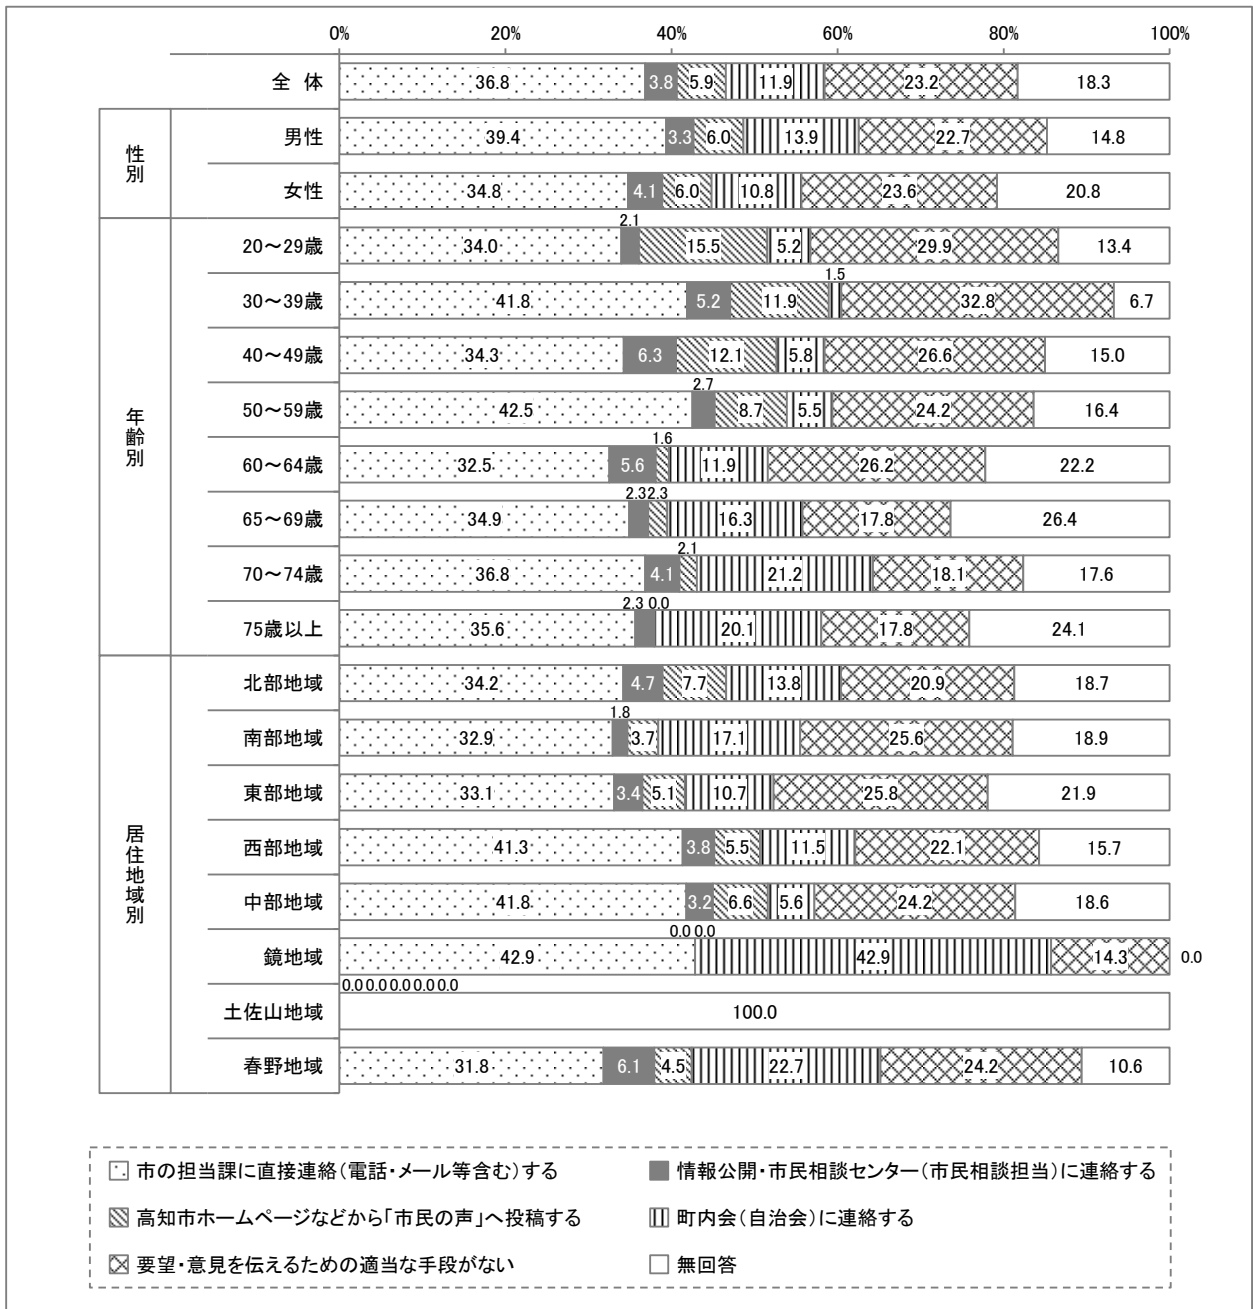 0% 20% 40% 60% 80% 100%
全 体 36.8 3.8 5.9 11.9 23.2 18.3
性別
男性 39.4 3.3 6.0 13.9 22.7 14.8
女性 34.8 4.1 6.0 10.8 23.6 20.8
年齢別
20～29歳 34.0 2.1 15.5 5.2 29.9 13.4
30～39歳 41.8 5.2 11.9 1.5 32.8 6.7
40～49歳 34.3 6.3 12.1 5.8 26.6 15.0
50～59歳 42.5 2.7 8.7 5.5 24.2 16.4
60～64歳 32.5 5.6 1.6 11.9 26.2 22.2
65～69歳 34.9 2.3 2.3 16.3 17.8 26.4
70～74歳 36.8 4.1 2.1 21.2 18.1 17.6
75歳以上 35.6 2.3 0.0 20.1 17.8 24.1
居住地域別
北部地域 34.2 4.7 7.7 13.8 20.9 18.7
南部地域 32.9 1.8 3.7 17.1 25.6 18.9
東部地域 33.1 3.4 5.1 10.7 25.8 21.9
西部地域 41.3 3.8 5.5 11.5 22.1 15.7
中部地域 41.8 3.2 6.6 5.6 24.2 18.6
鏡地域 42.9 0.0 0.0 42.9 14.3 0.0
土佐山地域 0.0 0.0 0.0 0.0 0.0 100.0
春野地域 31.8 6.1 4.5 22.7 24.2 10.6
市の担当課に直接連絡（電話・メール等含む）する
情報公開・市民相談センター（市民相談担当）に連絡する
高知市ホームページなどから「市民の声」へ投稿する
町内会（自治会）に連絡する
要望・意見を伝えるための適当な手段がない
無回答